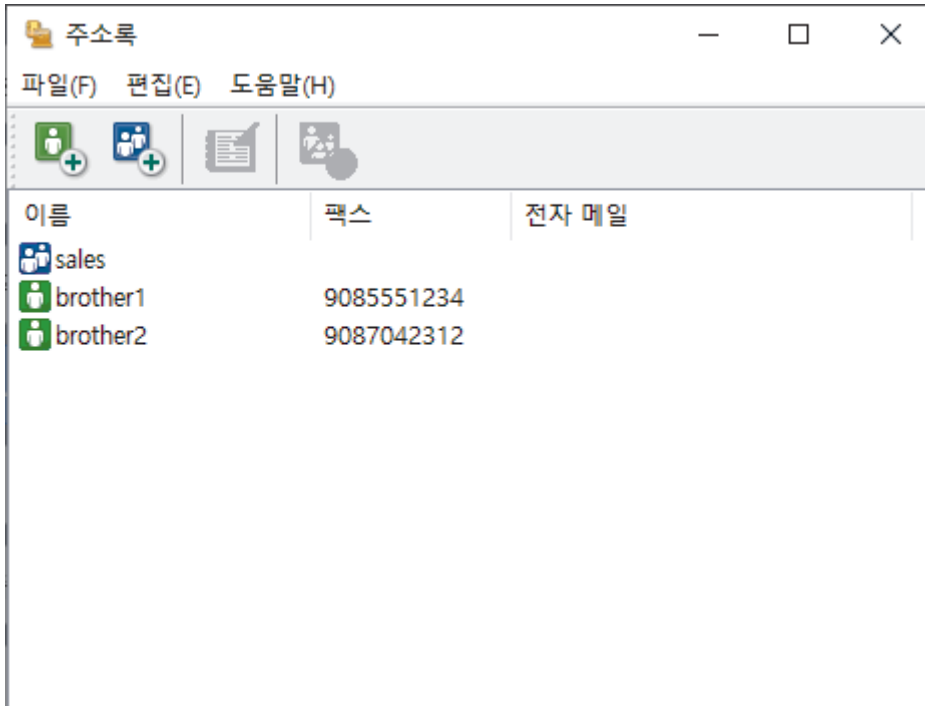 주소록
파일(F) 편집(E) 도움말(H)
이름 팩스 전자 메일
sales
brother1 9085551234
brother2 9087042312